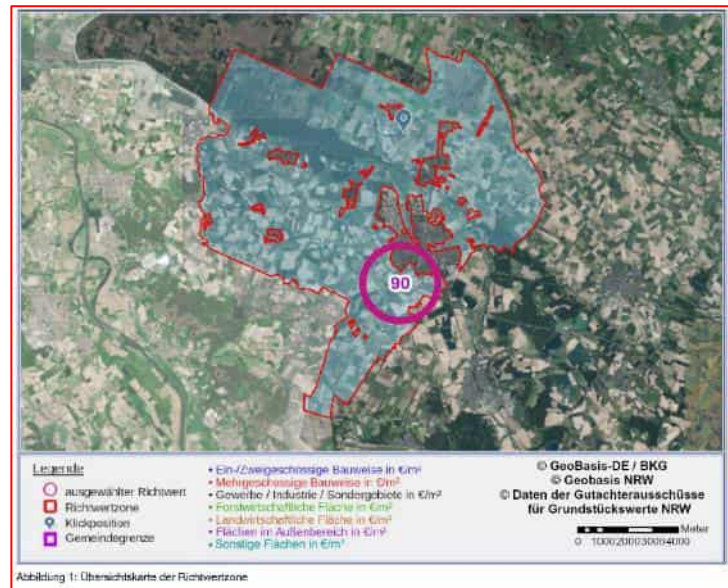 90
Legende
ausgewählter Richtwert
Richtwertzone
Klickposition
Gemeindegrenze
• Ein-/Zweigeschossige Bauweise in €/m²
• Mehrgeschossige Bauweise in €/m²
• Gewerbe / Industrie / Sondergebiete in €/m²
• Forstwirtschaftliche Fläche in €/m²
• Landwirtschaftliche Fläche in €/m²
• Flächen im Außenbereich in €/m²
• Sonstige Flächen in €/m²
© GeoBasis-DE / BKG
© Geobasis NRW
© Daten der Gutachterausschüsse
für Grundstückswerte NRW
Meter
0 1000200030004000
Abbildung 1: Übersichtskarte der Richtwertzone